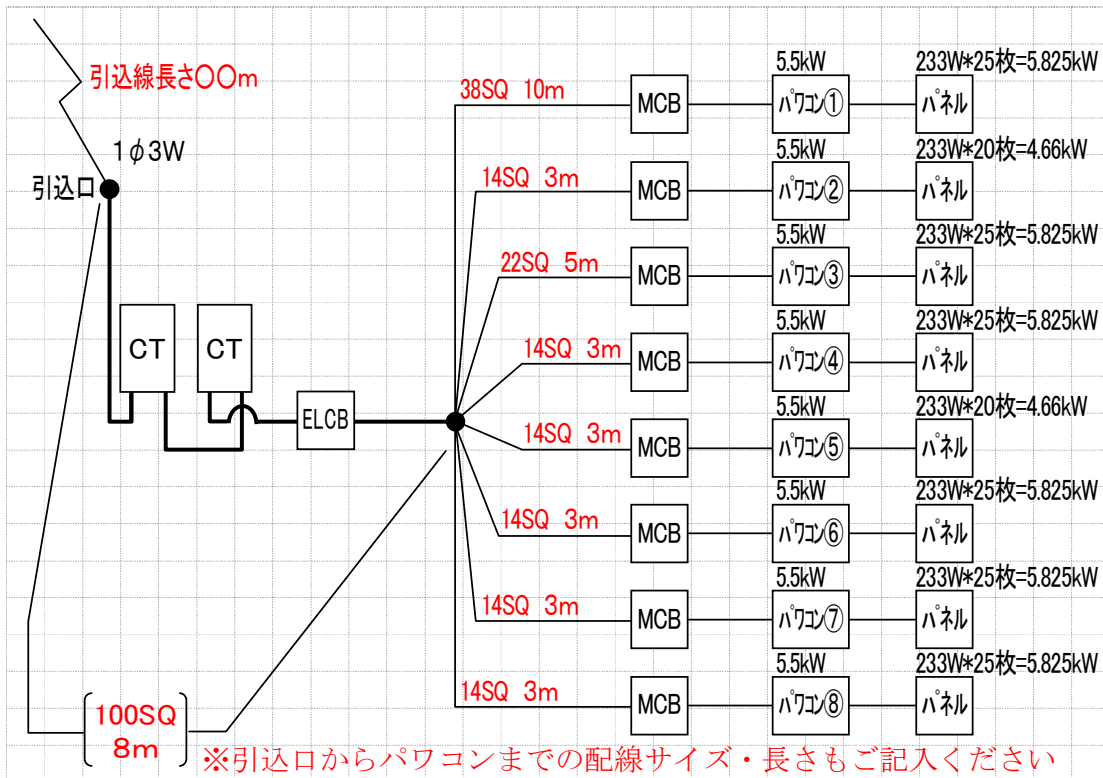 引込線長さ〇〇m
1φ3W
引込口
CT
CT
ELCB
100SQ
8m
38SQ 10m
MCB
5.5kW
パワコン①
233W*25枚=5.825kW
パネル
14SQ 3m
MCB
5.5kW
パワコン②
233W*20枚=4.66kW
パネル
22SQ 5m
MCB
5.5kW
パワコン③
233W*25枚=5.825kW
パネル
14SQ 3m
MCB
5.5kW
パワコン④
233W*25枚=5.825kW
パネル
14SQ 3m
MCB
5.5kW
パワコン⑤
233W*20枚=4.66kW
パネル
14SQ 3m
MCB
5.5kW
パワコン⑥
233W*25枚=5.825kW
パネル
14SQ 3m
MCB
5.5kW
パワコン⑦
233W*25枚=5.825kW
パネル
14SQ 3m
MCB
5.5kW
パワコン⑧
233W*25枚=5.825kW
パネル
※引込口からパワコンまでの配線サイズ・長さもご記入ください